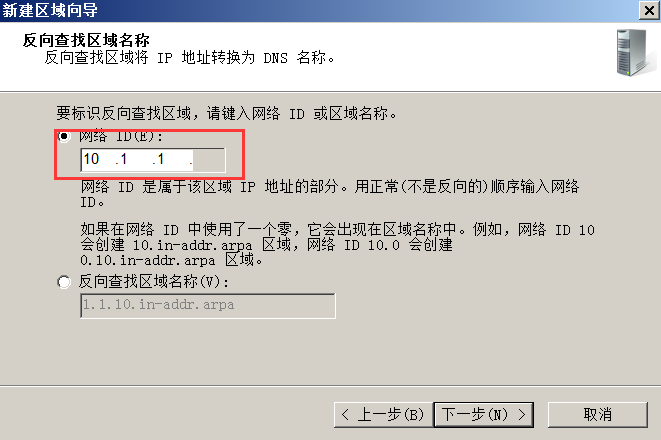 新建区域向导
反向查找区域名称
反向查找区域将 IP 地址转换为 DNS 名称。
要标识反向查找区域，请键入网络 ID 或区域名称。
网络 ID(E):
10 .1 .1 .
网络 ID 是属于该区域 IP 地址的部分。用正常(不是反向的)顺序输入网络
ID。
如果在网络 ID 中使用了一个零，它会出现在区域名称中。例如，网络 ID 10
会创建 10.in-addr.arpa 区域，网络 ID 10.0 会创建
0.10.in-addr.arpa 区域。
反向查找区域名称(V):
1.1.10.in-addr.arpa
< 上一步(B) 下一步(N) > 取消